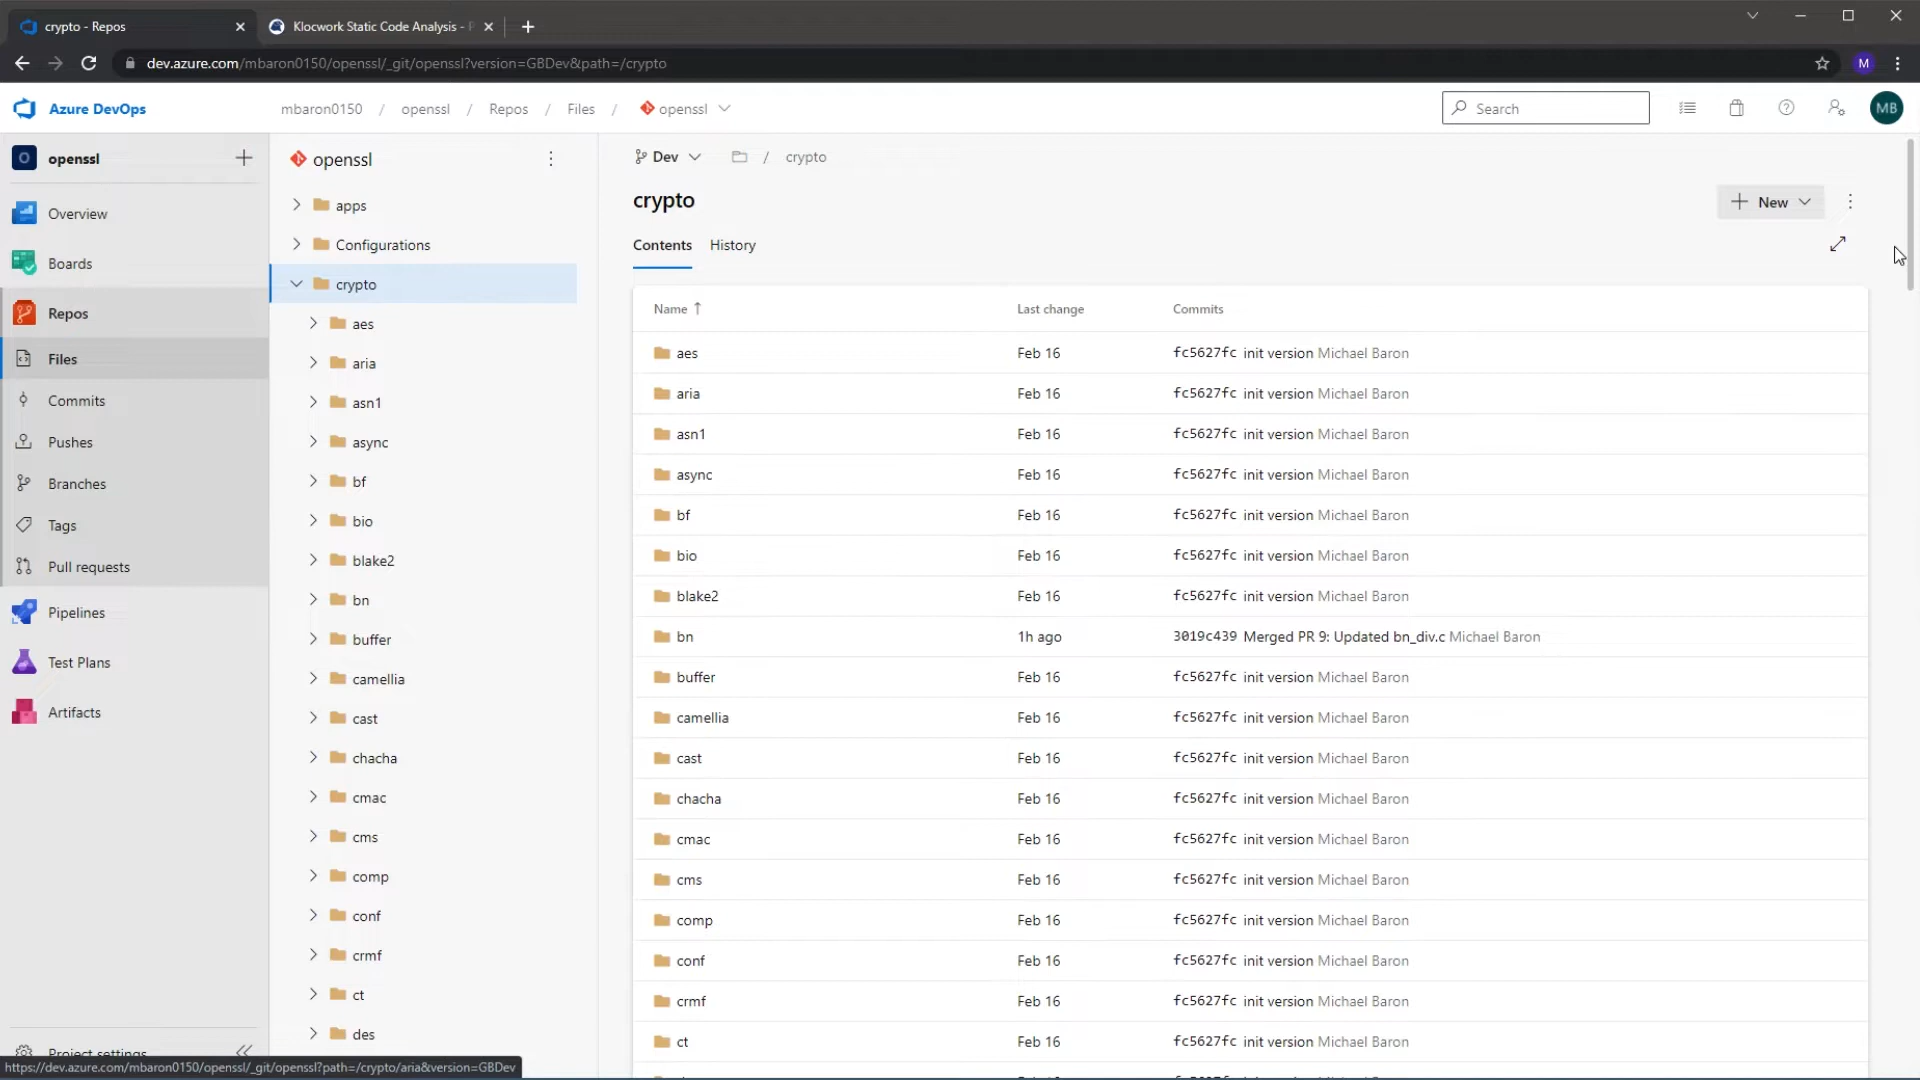 crypto - Repos
Klocwork Static Code Analysis -
dev.azure.com/mbaron0150/openssl/_git/openssl?version=GBDev&path=/crypto
M
Azure DevOps
mbaron0150 / openssl / Repos / Files / openssl
Search
MB
O openssl
Overview
Boards
Repos
Files
Commits
Pushes
Branches
Tags
Pull requests
Pipelines
Test Plans
Artifacts
Project settings
https://dev.azure.com/mbaron0150/openssl/_git/openssl?path=/crypto/aria&version=GBDev
openssl
apps
Configurations
crypto
aes
aria
asn1
async
bf
bio
blake2
bn
buffer
camellia
cast
chacha
cmac
cms
comp
conf
crmf
ct
des
Dev / crypto
crypto
New
Contents History
Name Last change Commits
aes Feb 16 fc5627fc init version Michael Baron
aria Feb 16 fc5627fc init version Michael Baron
asn1 Feb 16 fc5627fc init version Michael Baron
async Feb 16 fc5627fc init version Michael Baron
bf Feb 16 fc5627fc init version Michael Baron
bio Feb 16 fc5627fc init version Michael Baron
blake2 Feb 16 fc5627fc init version Michael Baron
bn 1h ago 3019c439 Merged PR 9: Updated bn_div.c Michael Baron
buffer Feb 16 fc5627fc init version Michael Baron
camellia Feb 16 fc5627fc init version Michael Baron
cast Feb 16 fc5627fc init version Michael Baron
chacha Feb 16 fc5627fc init version Michael Baron
cmac Feb 16 fc5627fc init version Michael Baron
cms Feb 16 fc5627fc init version Michael Baron
comp Feb 16 fc5627fc init version Michael Baron
conf Feb 16 fc5627fc init version Michael Baron
crmf Feb 16 fc5627fc init version Michael Baron
ct Feb 16 fc5627fc init version Michael Baron